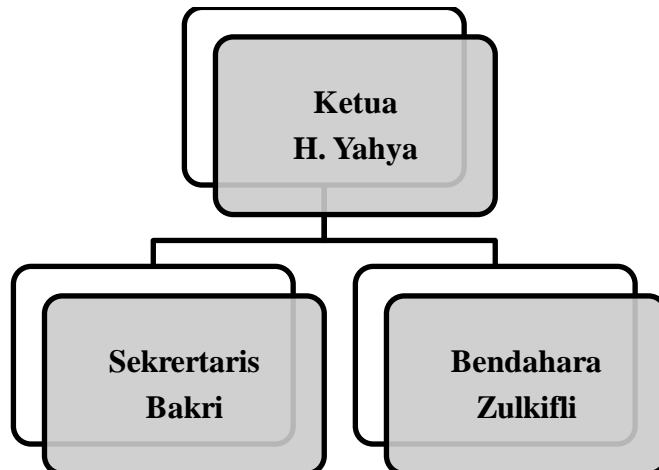 Ketua
H. Yahya
Sekrertaris
Bakri
Bendahara
Zulkifli